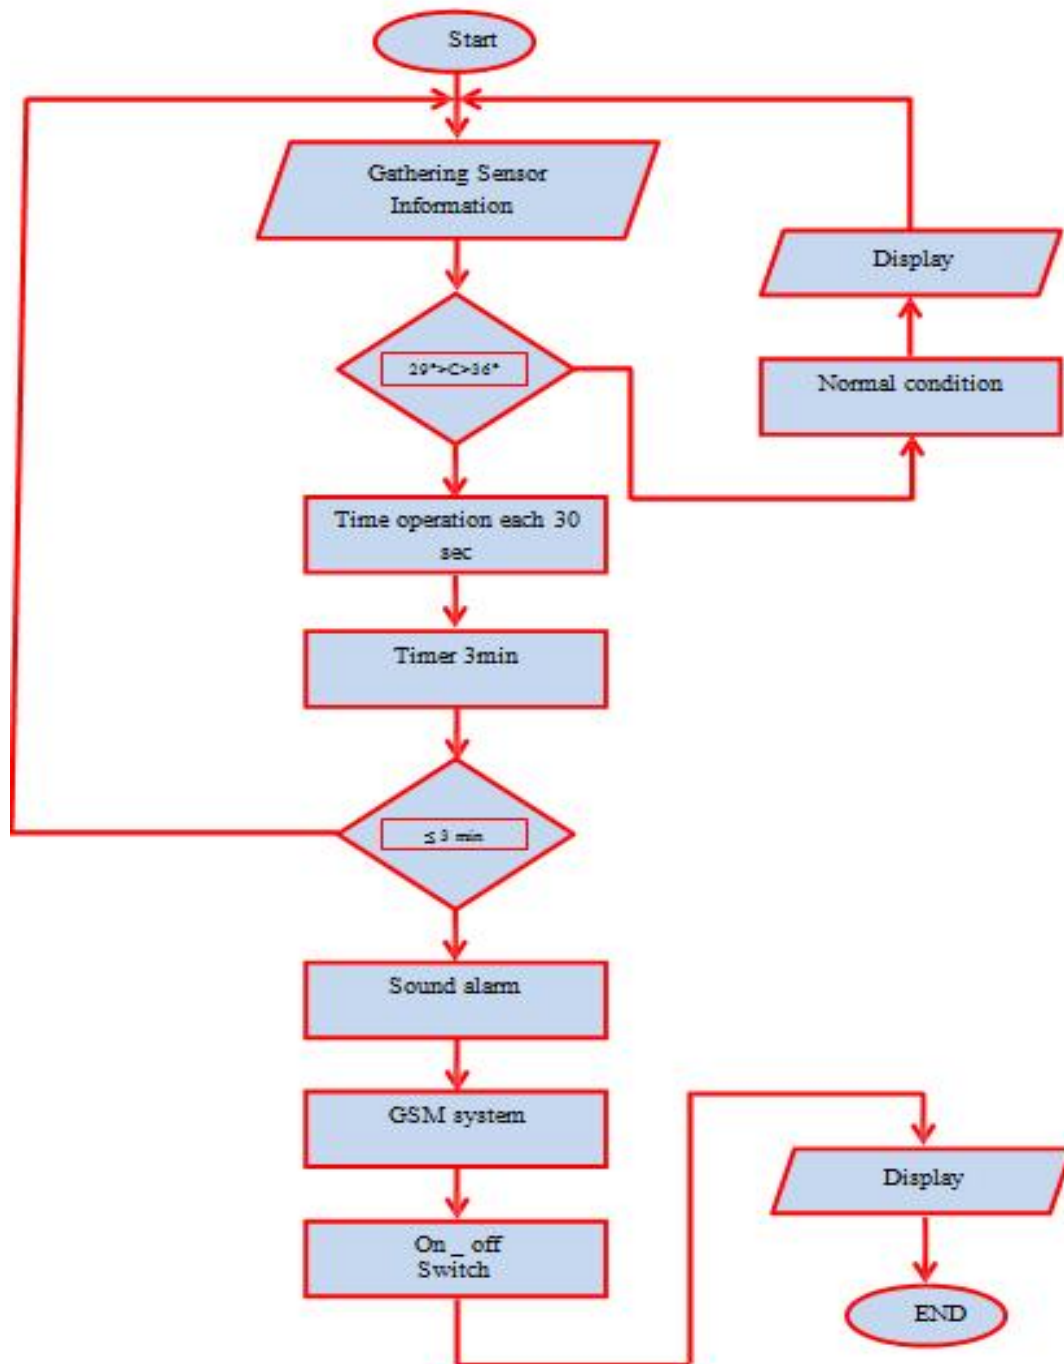 Start
Gathering Sensor
Information
Display
29°>C>36°
Normal condition
Time operation each 30
sec
Timer 3min
≤ 3 min
Sound alarm
GSM system
Display
On _ off
Switch
END